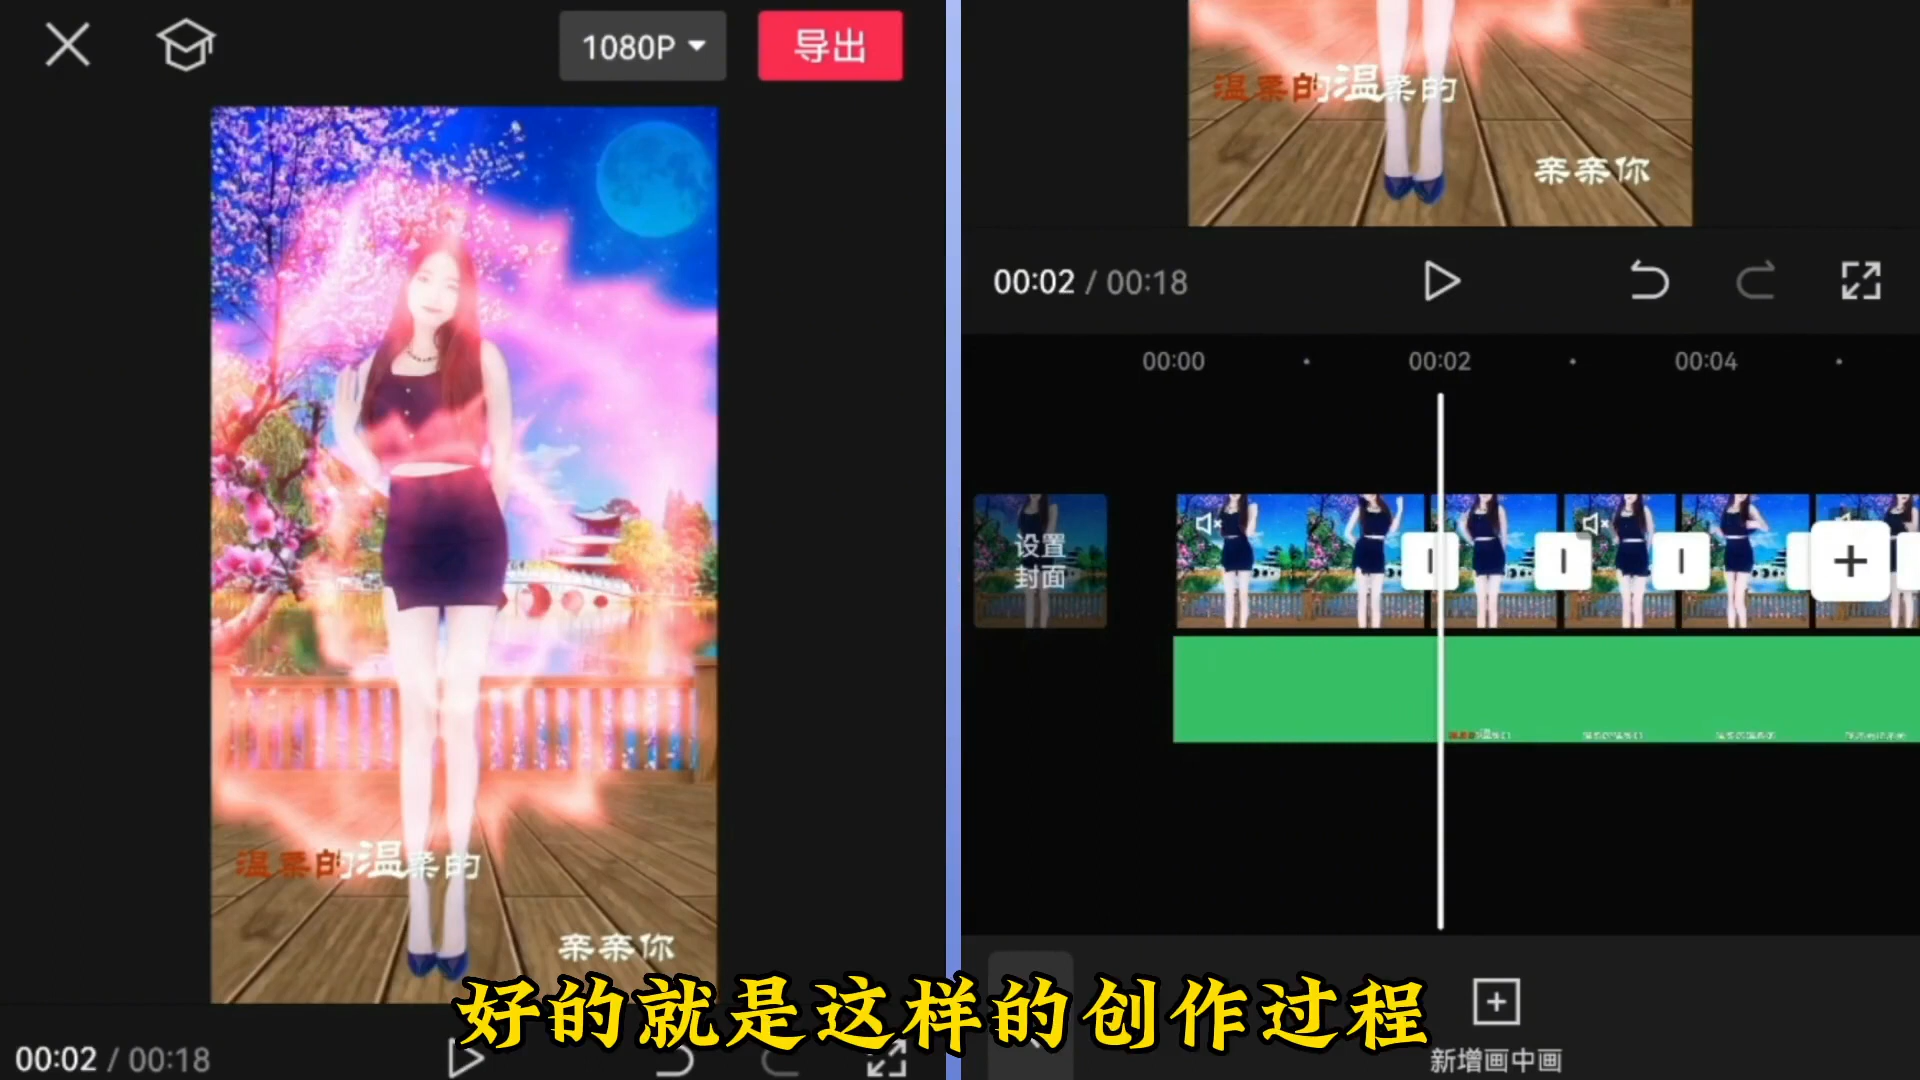 1080P
导出
温柔的温柔的
亲亲你
00:02 / 00:18
温柔的温柔的
亲亲你
00:02 / 00:18
00:00
00:02
00:04
设置
封面
新增画中画
好的就是这样的创作过程